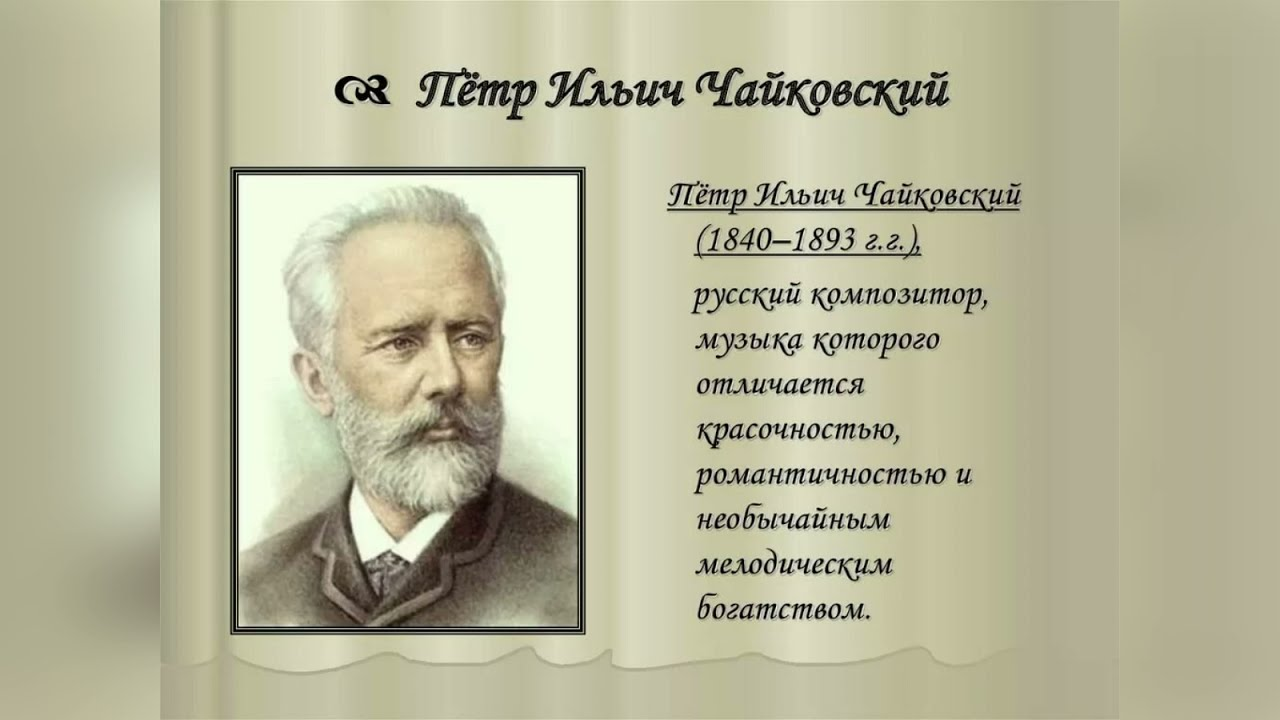 Пётр Ильич Чайковский
Пётр Ильич Чайковский
(1840–1893 г.г.),
русский композитор,
музыка которого
отличается
красочностью,
романтичностью и
необычайным
мелодическим
богатством.